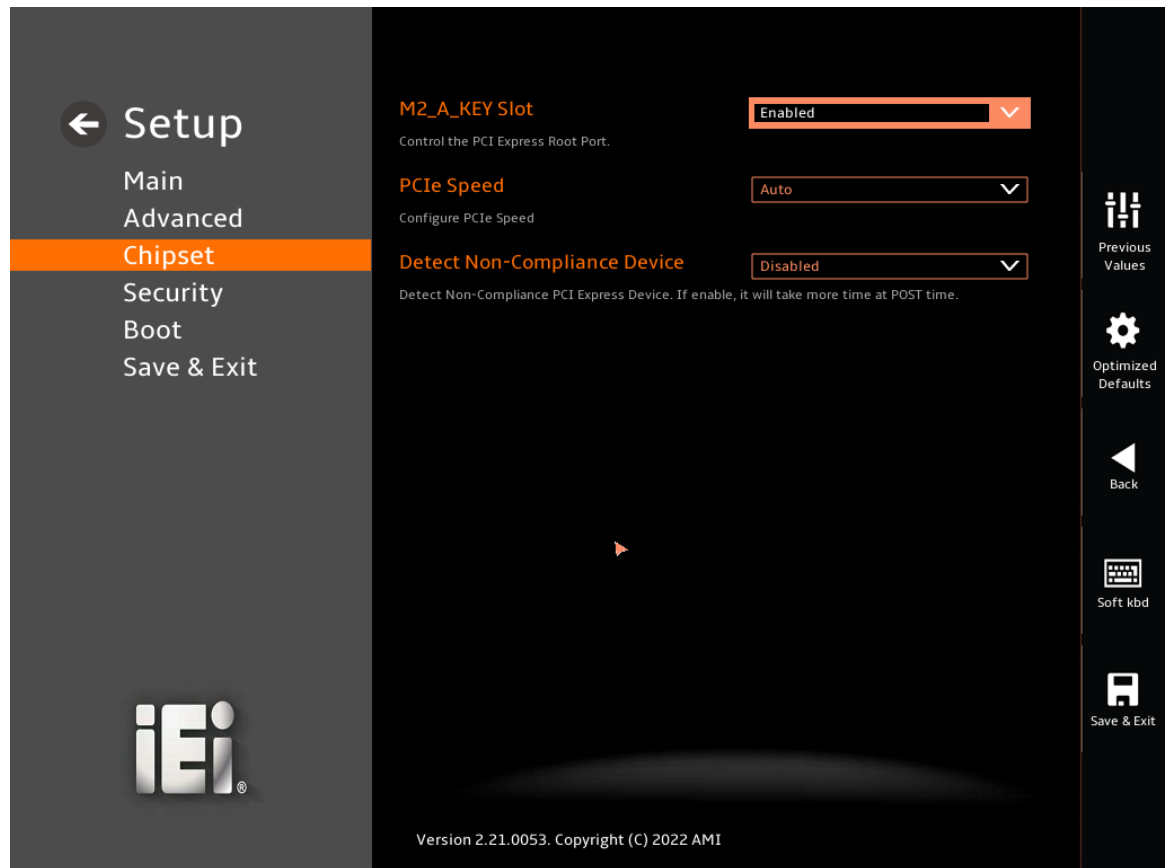 Setup
Main
Advanced
Chipset
Security
Boot
Save & Exit
M2_A_KEY Slot
Enabled
Control the PCI Express Root Port.
PCIe Speed
Auto
Configure PCIe Speed
Detect Non-Compliance Device
Disabled
Detect Non-Compliance PCI Express Device. If enable, it will take more time at POST time.
Previous
Values
Optimized
Defaults
Back
Soft kbd
Save & Exit
iEi®
Version 2.21.0053. Copyright (C) 2022 AMI